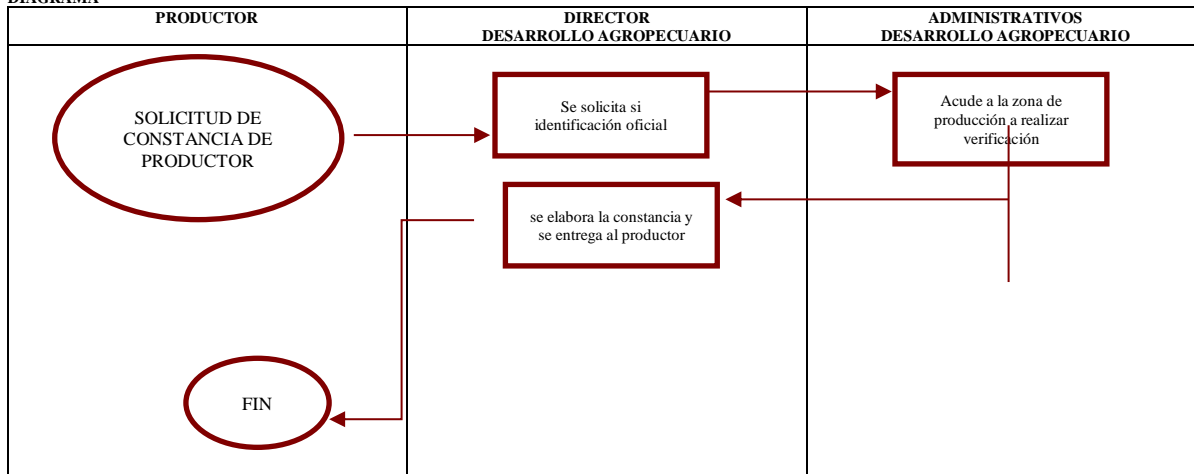 DIAGRAMA
PRODUCTOR
DIRECTOR
DESARROLLO AGROPECUARIO
ADMINISTRATIVOS
DESARROLLO AGROPECUARIO
SOLICITUD DE
CONSTANCIA DE
PRODUCTOR
Se solicita si
identificación oficial
Acude a la zona de
producción a realizar
verificación
se elabora la constancia y
se entrega al productor
FIN